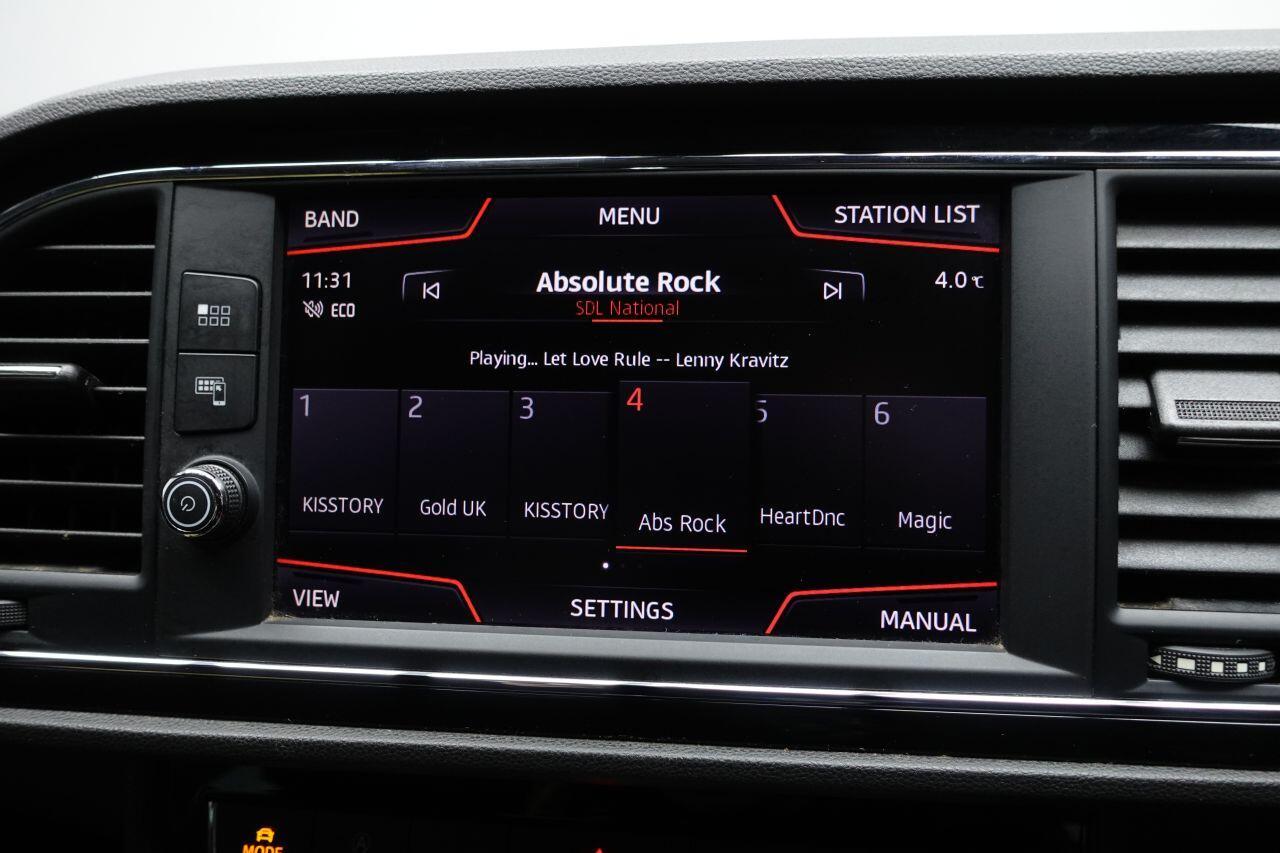 BAND
MENU
STATION LIST
11:31
Absolute Rock
4.0 °C
ECO
SDL National
Playing... Let Love Rule -- Lenny Kravitz
1
2
3
4
5
6
KISSTORY
Gold UK
KISSTORY
Abs Rock
HeartDnc
Magic
VIEW
SETTINGS
MANUAL
MODE